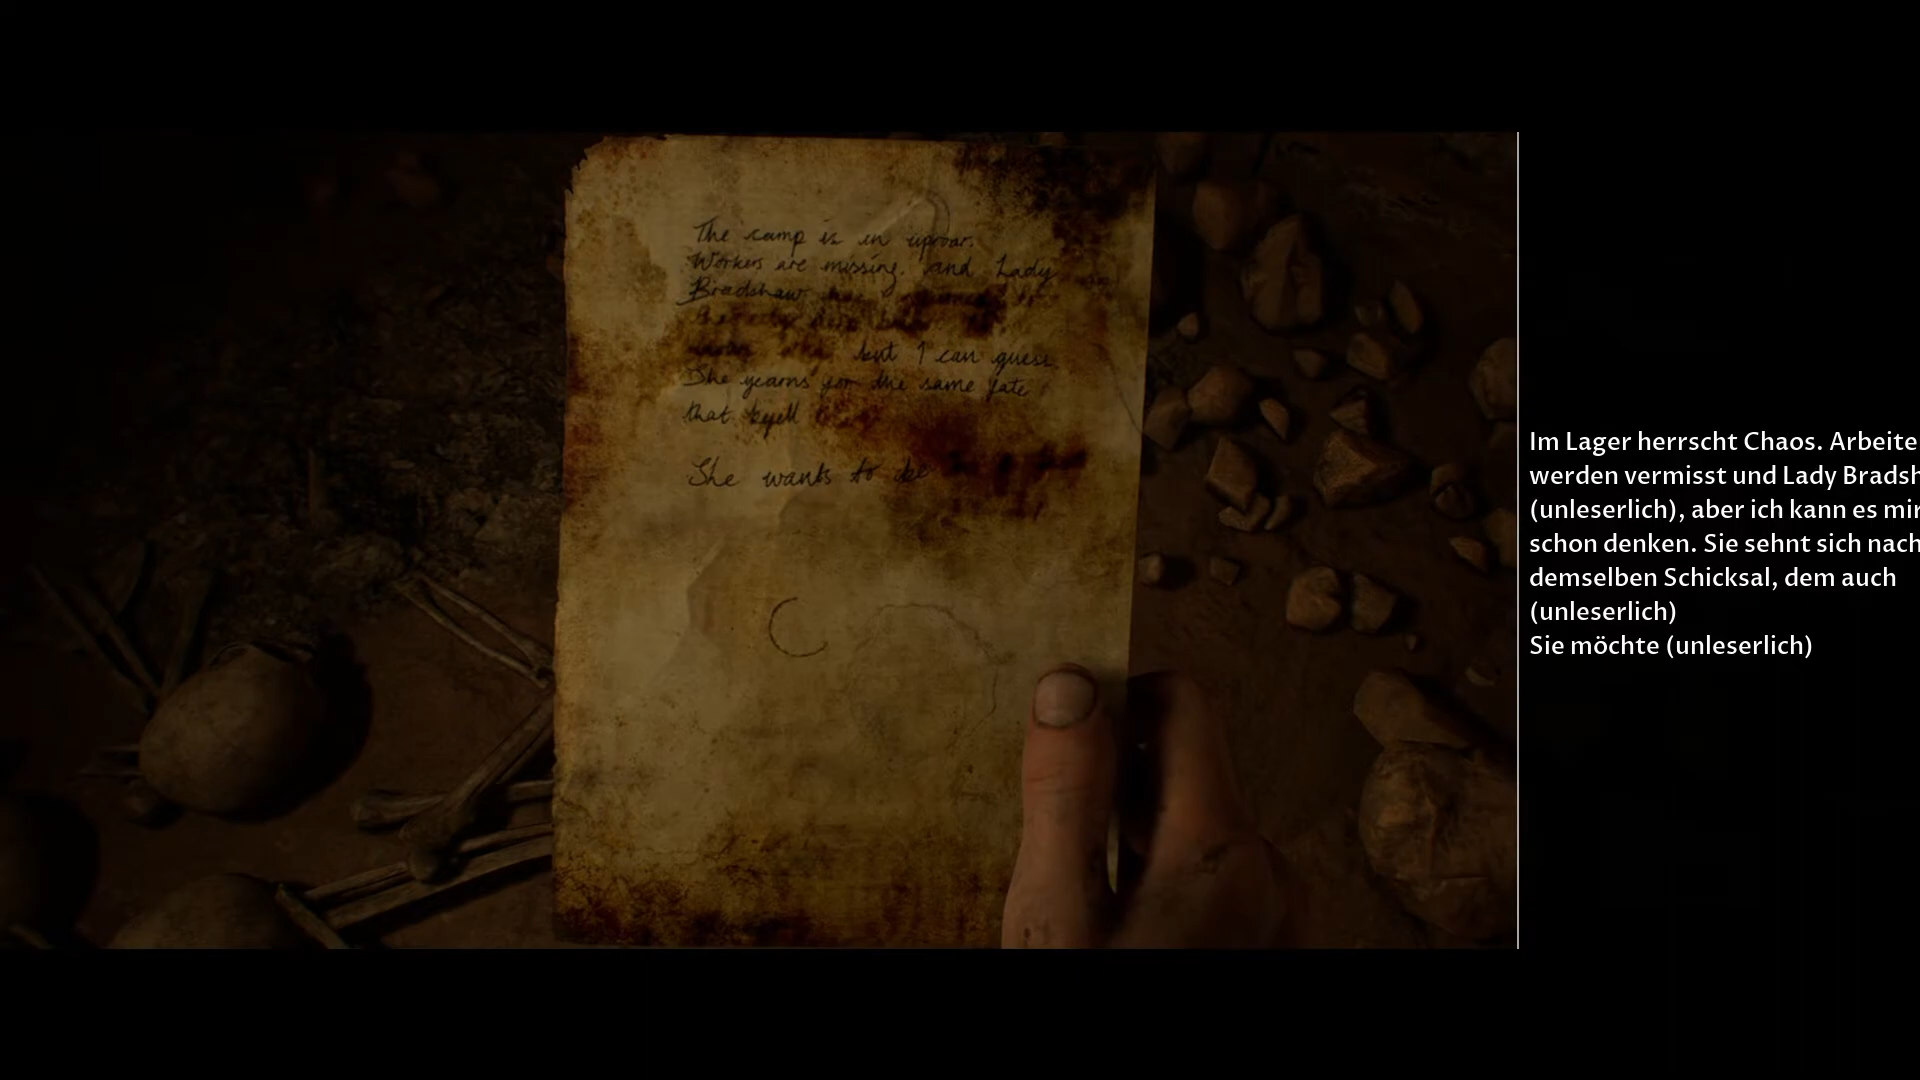 The camp is in uproar.
Workers are missing, and Lady
Bradshaw
but I can guess
She yearns for the same fate
that befell
She wants to
Im Lager herrscht Chaos. Arbeite
werden vermisst und Lady Bradsh
(unleserlich), aber ich kann es mir
schon denken. Sie sehnt sich nach
demselben Schicksal, dem auch
(unleserlich)
Sie möchte (unleserlich)